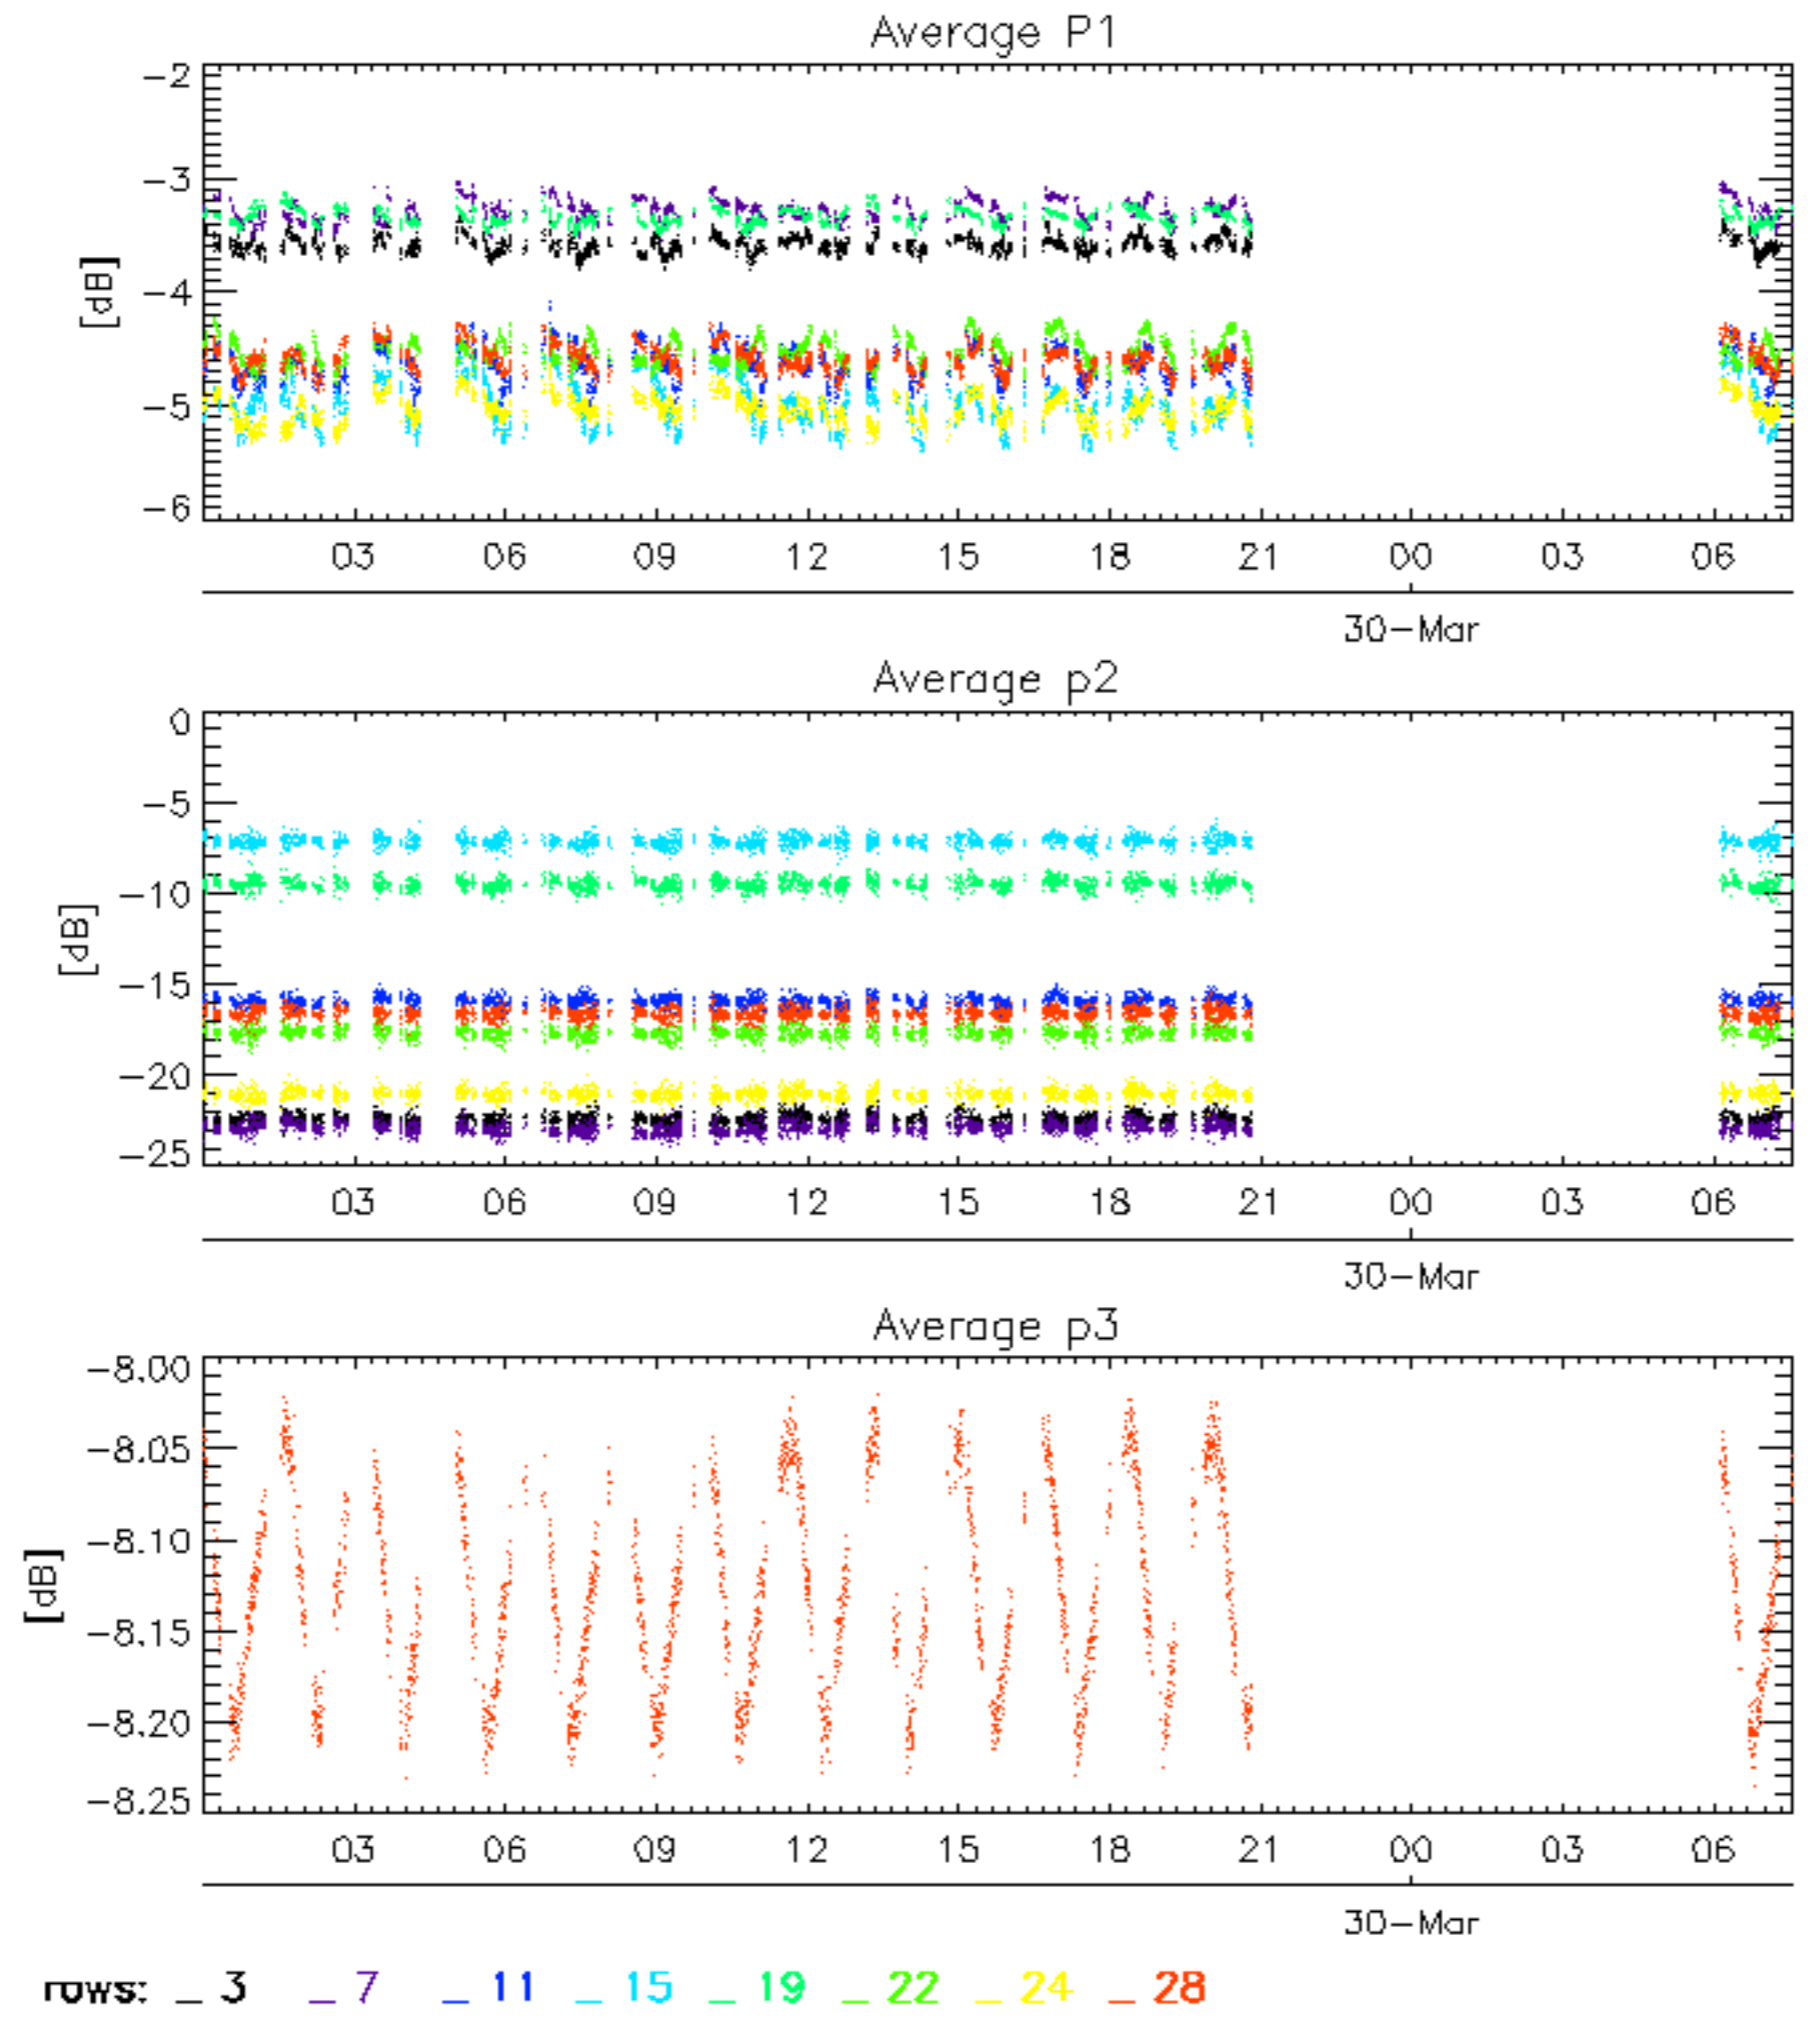 Average P1
-2
-3
-4
-5
-6
[dB]
03 06 09 12 15 18 21 00 03 06
30-Mar
Average p2
0
-5
-10
-15
-20
-25
[dB]
03 06 09 12 15 18 21 00 03 06
30-Mar
Average p3
-8.00
-8.05
-8.10
-8.15
-8.20
-8.25
[dB]
03 06 09 12 15 18 21 00 03 06
30-Mar
rows: _ 3 _ 7 _ 11 _ 15 _ 19 _ 22 _ 24 _ 28